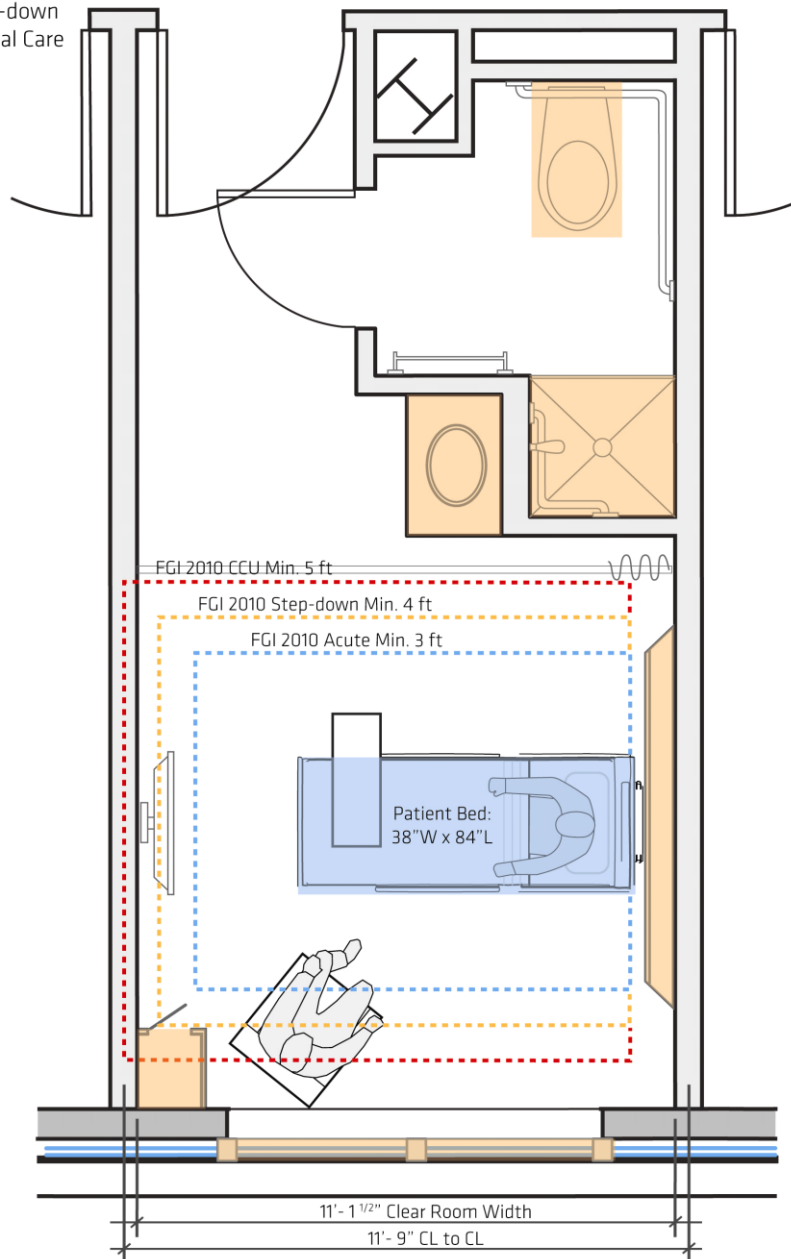 -down
al Care
FGI 2010 CCU Min. 5 ft
FGI 2010 Step-down Min. 4 ft
FGI 2010 Acute Min. 3 ft
Patient Bed:
38”W x 84”L
11’- 1 1/2” Clear Room Width
11’- 9” CL to CL